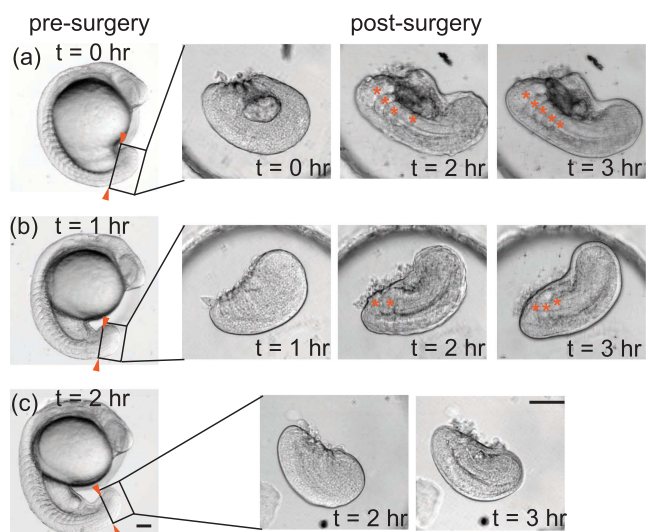 pre-surgery post-surgery
(a) t = 0 hr
t = 0 hr * * * * t = 2 hr * * * * * t = 3 hr
(b) t = 1 hr
t = 1 hr * * t = 2 hr * * * t = 3 hr
(c) t = 2 hr
t = 2 hr t = 3 hr